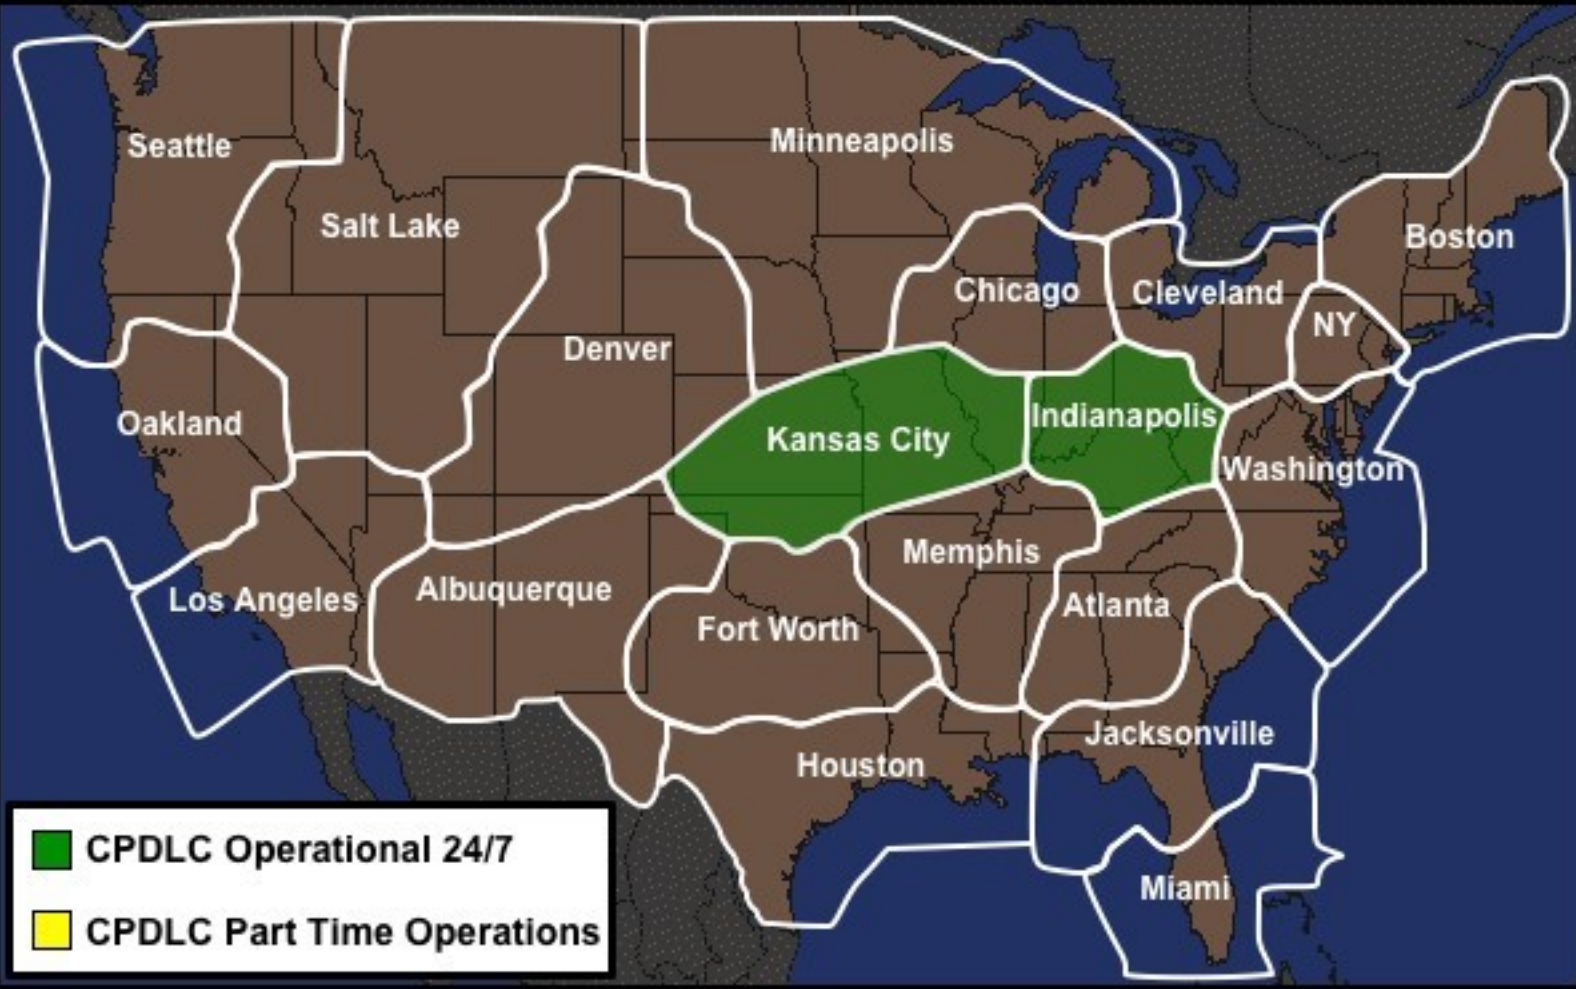 Seattle
Minneapolis
Salt Lake
Boston
Chicago
Cleveland
NY
Denver
Oakland
Kansas City
Indianapolis
Washington
Memphis
Los Angeles
Albuquerque
Atlanta
Fort Worth
Jacksonville
Houston
Miami
CPDLC Operational 24/7
CPDLC Part Time Operations